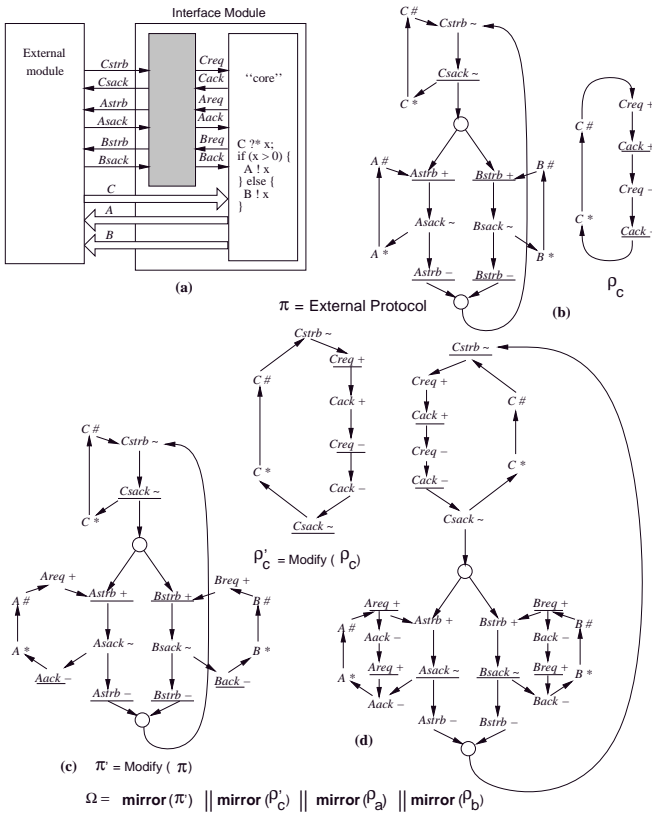 Interface Module
External
module
Cstrb
Csack
Astrb
Asack
Bstrb
Bsack
C
A
B
Creq
Cack
Areq
Aack
Breq
Back
‘‘core’’
C ?* x;
if (x > 0) {
A ! x
} else {
B ! x
}
(a)
C #
Cstrb ~
Csack ~
C *
A #
Astrb +
Bstrb +
B #
Asack ~
Bsack ~
A *
B *
Astrb −
Bstrb −
(b)
Creq +
C #
Cack +
Creq −
C *
Cack −
ρc
π = External Protocol
Cstrb ~
Creq +
C #
Cack +
Creq −
C *
Cack −
Csack ~
ρ'c = Modify ( ρc )
C #
Cstrb ~
Csack ~
C *
Areq +
Breq +
A #
Astrb +
Bstrb +
B #
Asack ~
Bsack ~
A *
B *
Aack −
Back −
Astrb −
Bstrb −
(c) π' = Modify ( π )
Cstrb ~
Creq +
C #
Cack +
Creq −
C *
Cack −
Csack ~
Areq +
Breq +
A #
Astrb +
Bstrb +
B #
Aack −
Back −
Areq +
Asack ~
Bsack ~
Breq +
A *
B *
Aack −
Back −
Astrb −
Bstrb −
(d)
Ω = mirror (π') || mirror (ρ'c) || mirror (ρa) || mirror (ρb)